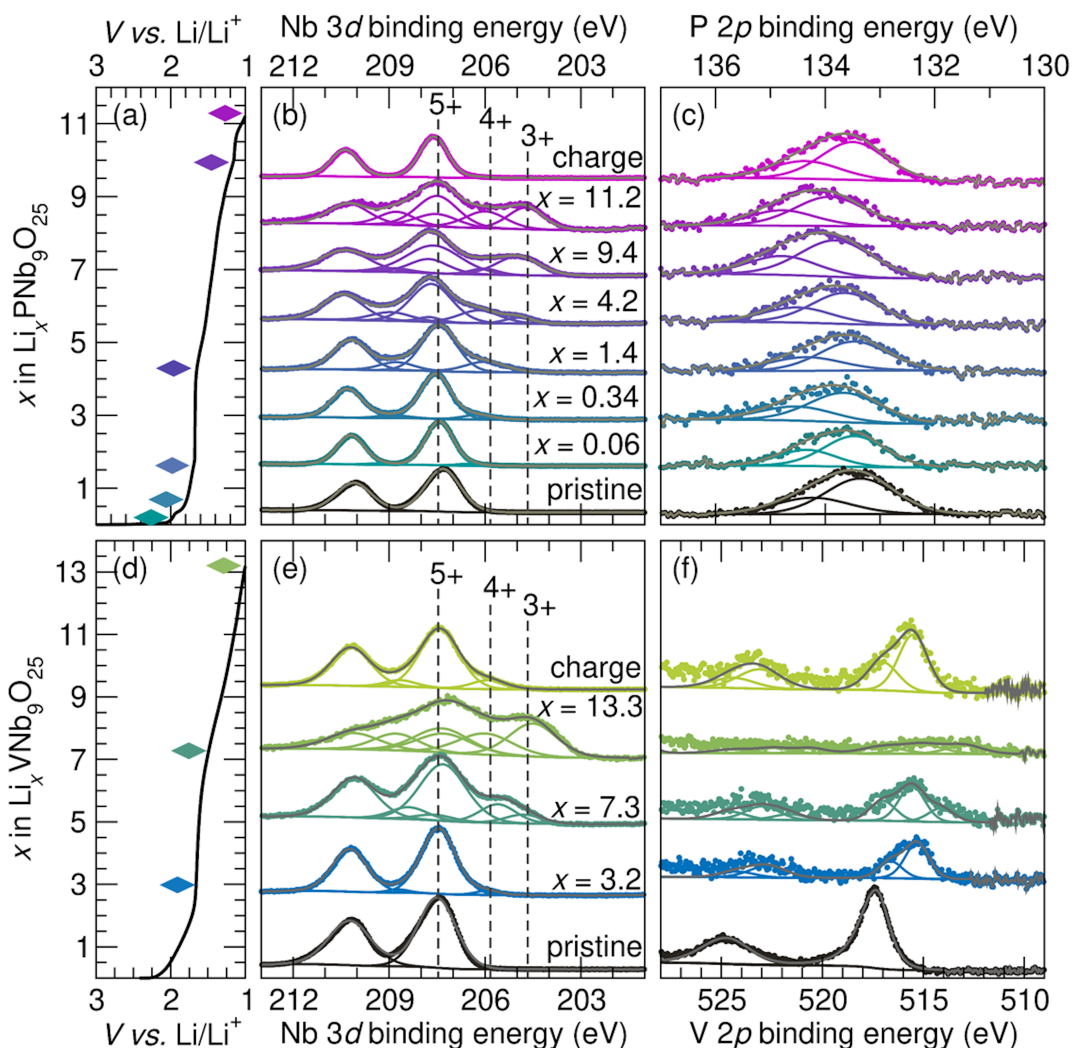 V vs. Li/Li⁺ Nb 3d binding energy (eV) P 2p binding energy (eV)
3 2 1 212 209 206 203 136 134 132 130
(a) (b) (c)
5+
4+
3+
11
9
7
5
3
1
x in LiₓPNb₉O₂₅
charge
x = 11.2
x = 9.4
x = 4.2
x = 1.4
x = 0.34
x = 0.06
pristine
(d) (e) (f)
5+
4+
3+
13
11
9
7
5
3
1
x in LiₓVNb₉O₂₅
charge
x = 13.3
x = 7.3
x = 3.2
pristine
3 2 1 212 209 206 203 525 520 515 510
V vs. Li/Li⁺ Nb 3d binding energy (eV) V 2p binding energy (eV)